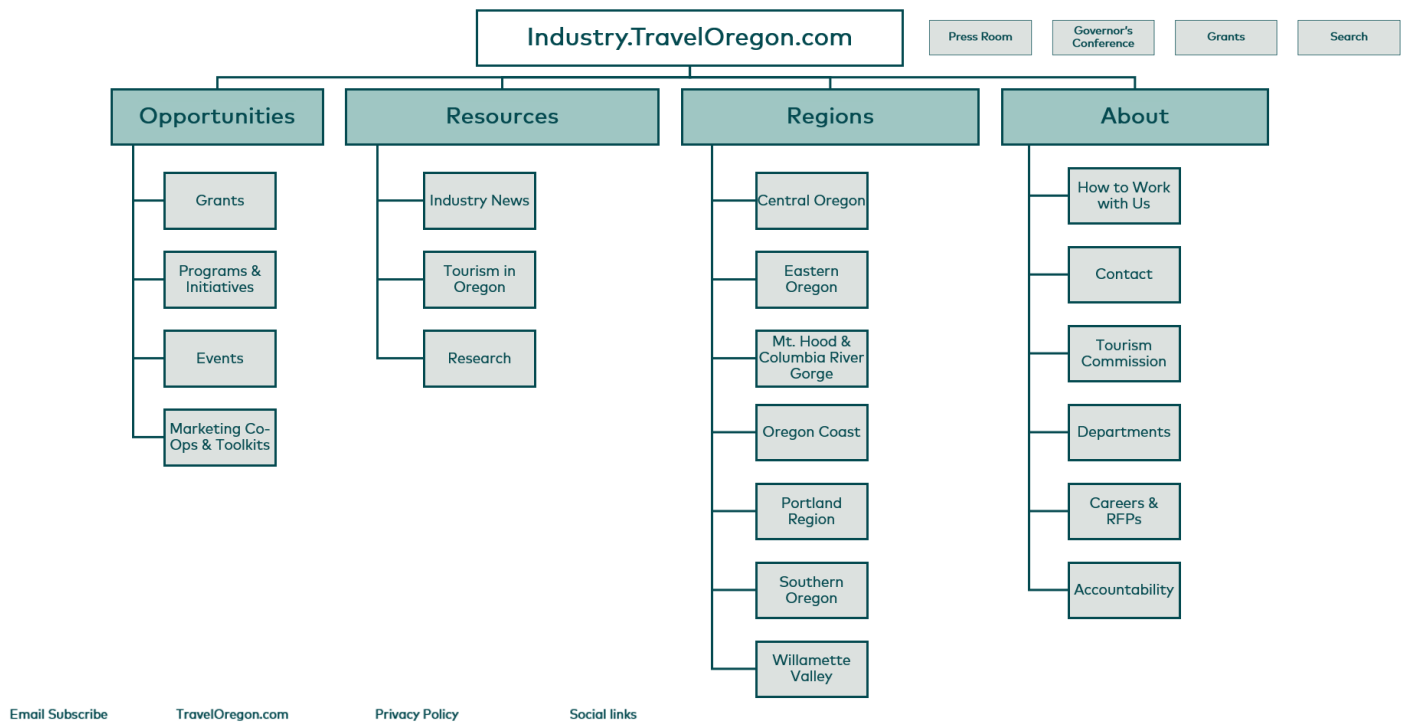 Industry.TravelOregon.com
Press Room
Governor's
Conference
Grants
Search
Opportunities
Grants
Programs &
Initiatives
Events
Marketing Co-
Ops & Toolkits
Resources
Industry News
Tourism in
Oregon
Research
Regions
Central Oregon
Eastern
Oregon
Mt. Hood &
Columbia River
Gorge
Oregon Coast
Portland
Region
Southern
Oregon
Willamette
Valley
About
How to Work
with Us
Contact
Tourism
Commission
Departments
Careers &
RFPs
Accountability
Email Subscribe
TravelOregon.com
Privacy Policy
Social links